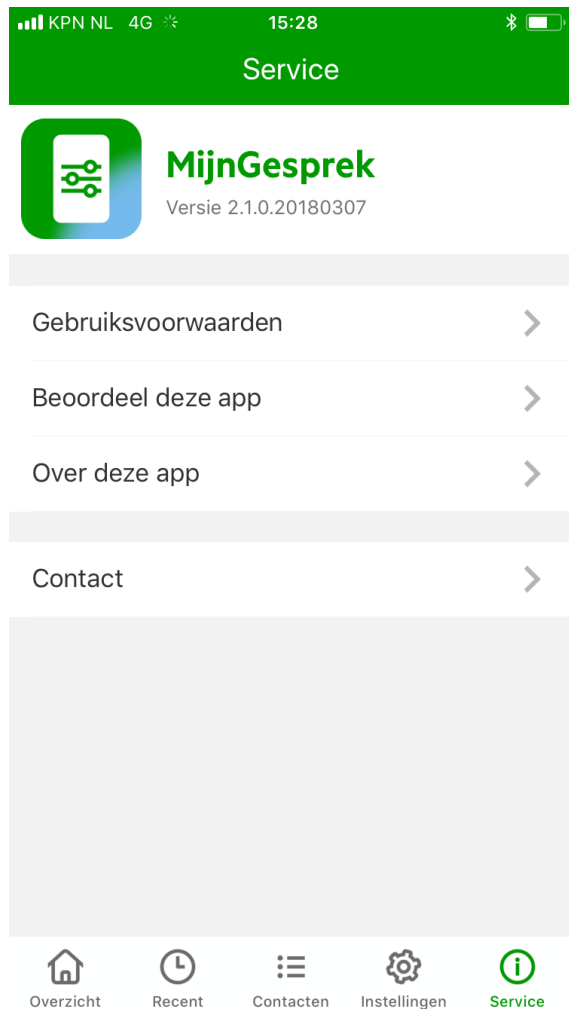 KPN NL 4G 15:28
Service
MijnGesprek
Versie 2.1.0.20180307
Gebruiksvoorwaarden
Beoordeel deze app
Over deze app
Contact
Overzicht Recent Contacten Instellingen Service